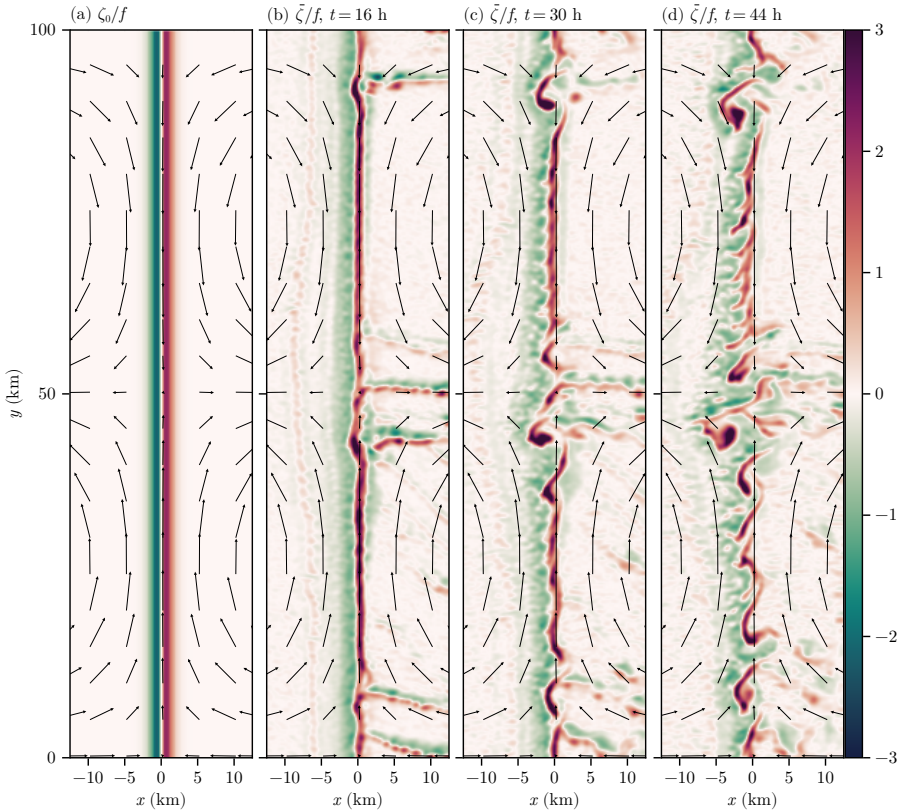 (a) ζ₀/f
(b) ζ̄/f, t = 16 h
(c) ζ̄/f, t = 30 h
(d) ζ̄/f, t = 44 h
100
50
0
y (km)
−10 −5 0 5 10
−10 −5 0 5 10
−10 −5 0 5 10
−10 −5 0 5 10
x (km)
x (km)
x (km)
x (km)
3
2
1
0
−1
−2
−3